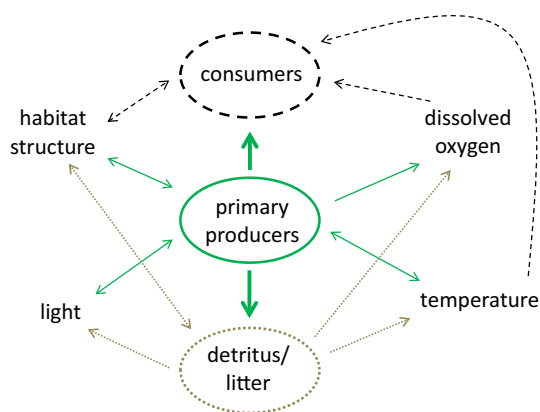 consumers
habitat
structure
dissolved
oxygen
primary
producers
light
temperature
detritus/
litter